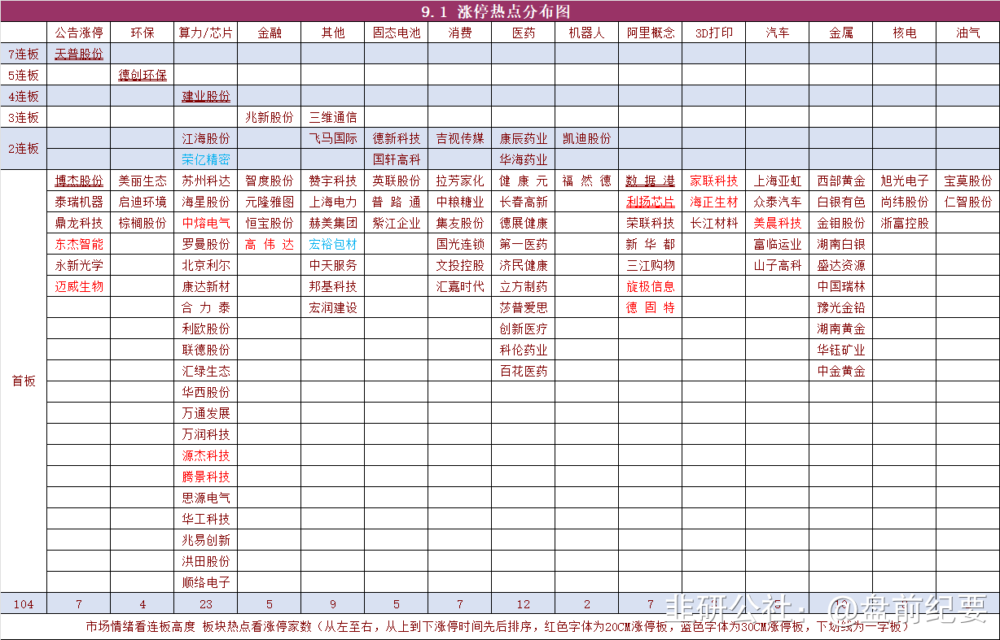 9.1 涨停热点分布图
公告涨停 环保 算力/芯片 金融 其他 固态电池 消费 医药 机器人 阿里概念 3D打印 汽车 金属 核电 油气
7连板 天普股份
5连板 德创环保
4连板 建业股份
3连板 兆新股份 三维通信
2连板 江海股份 飞马国际 德新科技 吉视传媒 康辰药业 凯迪股份
荣亿精密 国轩高科 华海药业
首板 博杰股份 美丽生态 苏州科达 智度股份 赞宇科技 英联股份 拉芳家化 健康元 福然德 数据港 家联科技 上海亚虹 西部黄金 旭光电子 宝莫股份
泰瑞机器 启迪环境 海星股份 元隆雅图 上海电力 普路通 中粮糖业 长春高新 利扬芯片 海正生材 众泰汽车 白银有色 尚纬股份 仁智股份
鼎龙科技 棕榈股份 中熔电气 恒宝股份 赫美集团 紫江企业 集友股份 德展健康 荣联科技 长江材料 美晨科技 金钼股份 浙富控股
东杰智能 罗曼股份 高伟达 宏裕包材 国光连锁 第一医药 新华都 富临运业 湖南白银
永新光学 北京利尔 中天服务 文投控股 济民健康 三江购物 山子高科 盛达资源
迈威生物 康达新材 邦基科技 汇嘉时代 立方制药 旋极信息 中国瑞林
合力泰 宏润建设 莎普爱思 德固特 豫光金铅
利欧股份 创新医疗 湖南黄金
联德股份 科伦药业 华钰矿业
汇绿生态 百花医药 中金黄金
华西股份
万通发展
万润科技
源杰科技
腾景科技
思源电气
华工科技
兆易创新
洪田股份
顺络电子
104 7 4 23 5 9 5 7 12 2 7
市场情绪看连板高度 板块热点看涨停家数（从左至右，从上到下涨停时间先后排序，红色字体为20CM涨停板，蓝色字体为30CM涨停板，下划线为一字板）
非研公社：@盘前纪要